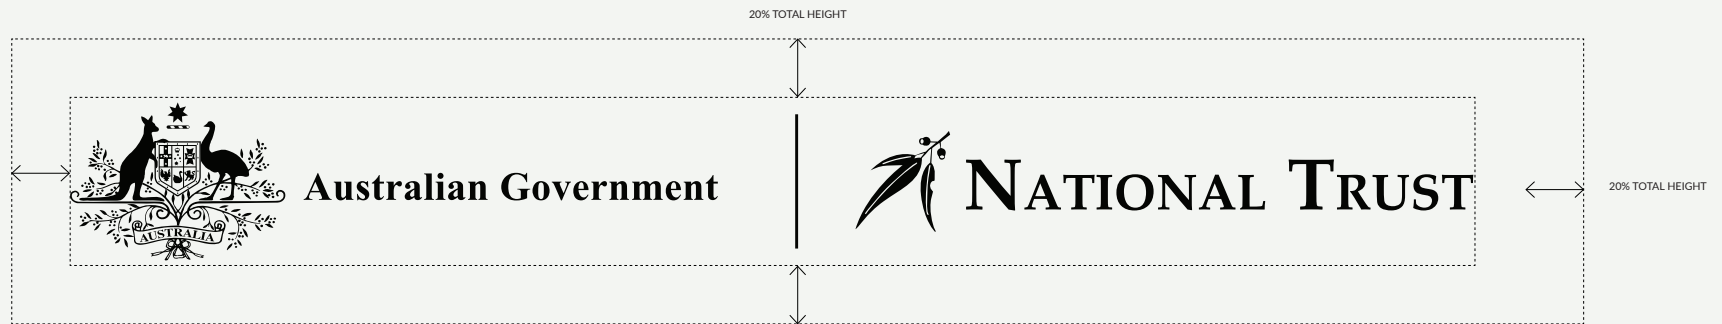 20% TOTAL HEIGHT
Australian Government
NATIONAL TRUST
20% TOTAL HEIGHT
AUSTRALIA